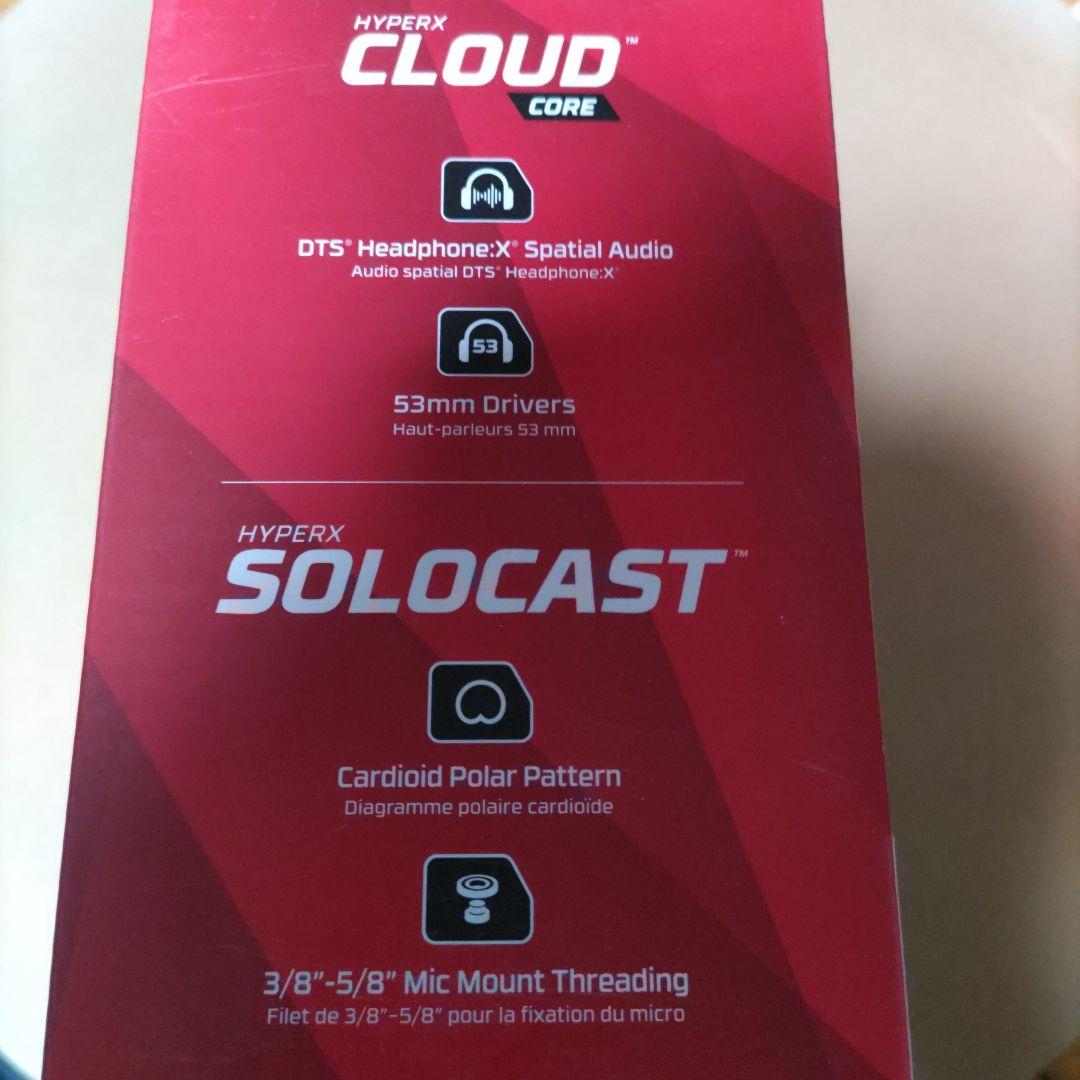 HYPERX
CLOUD™
CORE
DTS® Headphone:X® Spatial Audio
Audio spatial DTS® Headphone:X®
53
53mm Drivers
Haut-parleurs 53 mm
HYPERX
SOLOCAST™
Cardioid Polar Pattern
Diagramme polaire cardioïde
3/8”-5/8” Mic Mount Threading
Filet de 3/8”-5/8” pour la fixation du micro